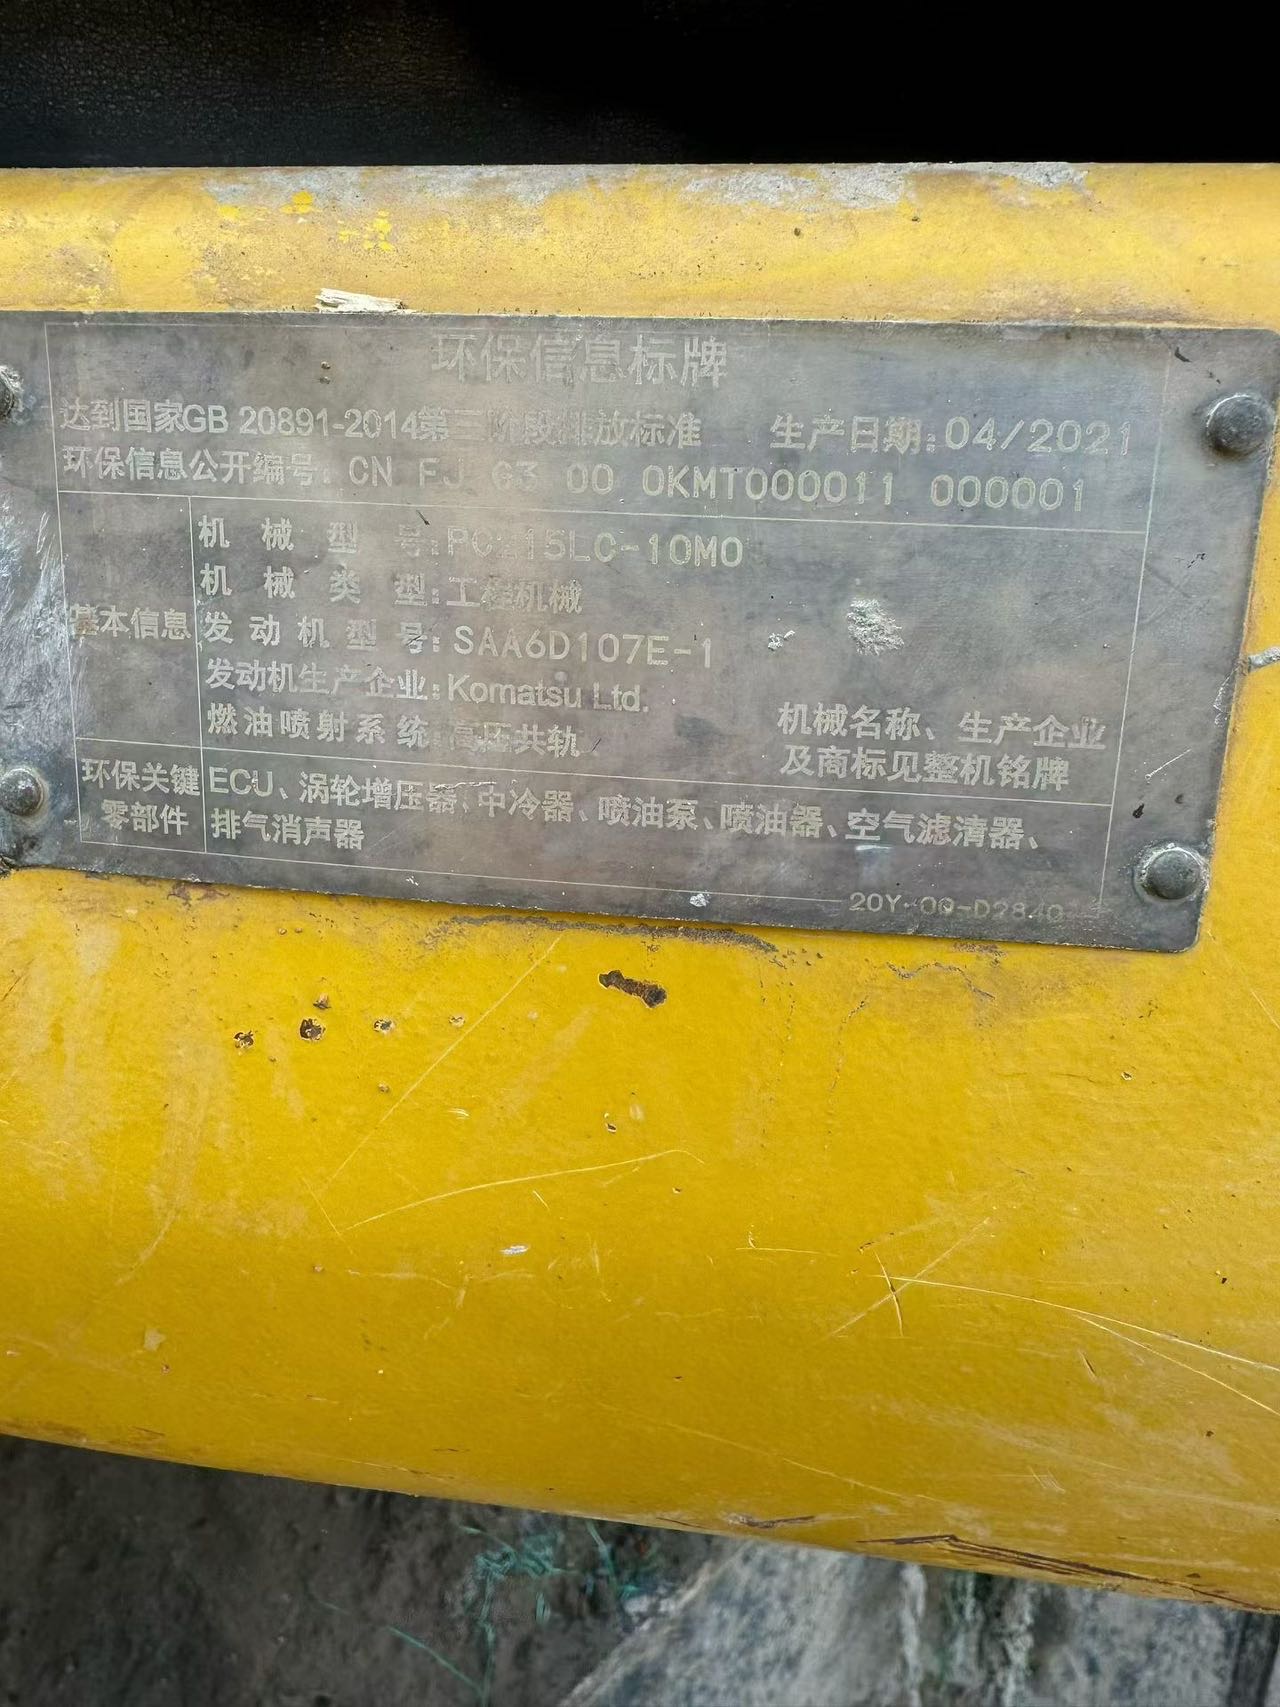 环保信息标牌
达到国家GB 20891-2014第三阶段排放标准 生产日期:04/2021
环保信息公开编号: CN FJ G3 00 0KMT000011 000001
基本信息
机械型号:PC215LC-10M0
机械类型:工程机械
发动机型号:SAA6D107E-1
发动机生产企业:Komatsu Ltd.
燃油喷射系统:高压共轨
机械名称、生产企业
及商标见整机铭牌
环保关键
零部件
ECU、涡轮增压器、中冷器、喷油泵、喷油器、空气滤清器、
排气消声器
20Y-00-D2840